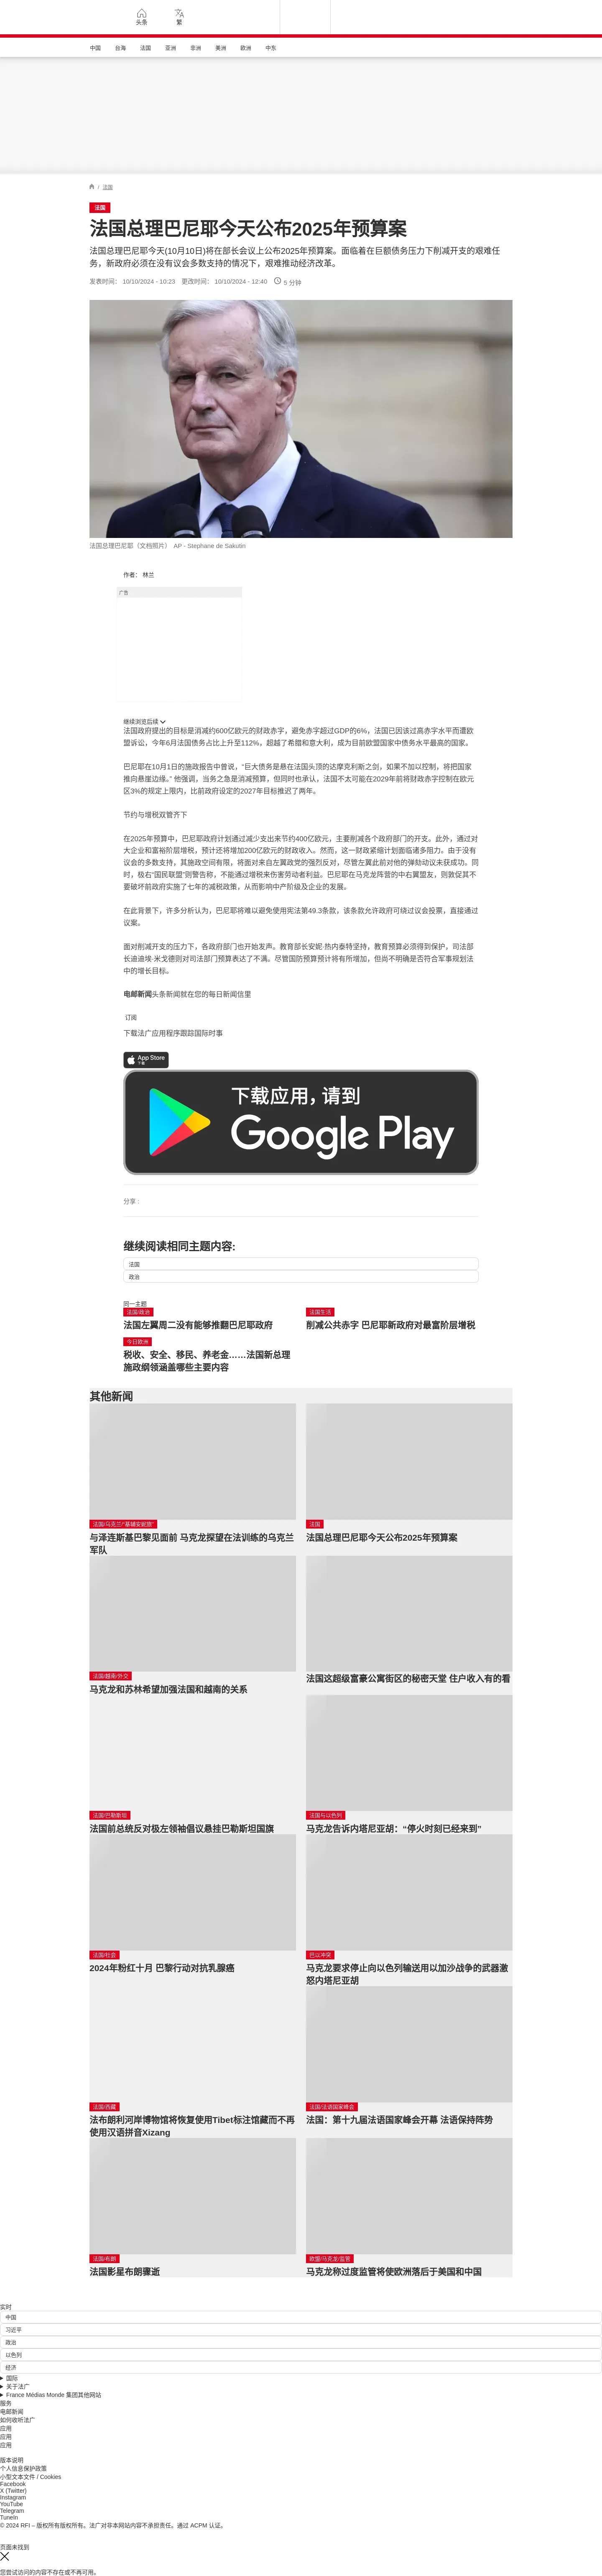 头条
繁
中国 台海 法国 亚洲 非洲 美洲 欧洲 中东
/ 法国
法国
法国总理巴尼耶今天公布2025年预算案
法国总理巴尼耶今天(10月10日)将在部长会议上公布2025年预算案。面临着在巨额债务压力下削减开支的艰难任
务，新政府必须在没有议会多数支持的情况下，艰难推动经济改革。
发表时间： 10/10/2024 - 10:23 更改时间： 10/10/2024 - 12:40 5 分钟
法国总理巴尼耶（文档照片） AP - Stephane de Sakutin
作者： 林兰
广告
继续浏览后续
法国政府提出的目标是消减约600亿欧元的财政赤字，避免赤字超过GDP的6%，法国已因该过高赤字水平而遭欧
盟诉讼，今年6月法国债务占比上升至112%，超越了希腊和意大利，成为目前欧盟国家中债务水平最高的国家。
巴尼耶在10月1日的施政报告中曾说，“巨大债务是悬在法国头顶的达摩克利斯之剑，如果不加以控制，将把国家
推向悬崖边缘。” 他强调，当务之急是消减预算，但同时也承认，法国不太可能在2029年前将财政赤字控制在欧元
区3%的规定上限内，比前政府设定的2027年目标推迟了两年。
节约与增税双管齐下
在2025年预算中，巴尼耶政府计划通过减少支出来节约400亿欧元，主要削减各个政府部门的开支。此外，通过对
大企业和富裕阶层增税，预计还将增加200亿欧元的财政收入。然而，这一财政紧缩计划面临诸多阻力。由于没有
议会的多数支持，其施政空间有限，将面对来自左翼政党的强烈反对，尽管左翼此前对他的弹劾动议未获成功。同
时，极右“国民联盟”则警告称，不能通过增税来伤害劳动者利益。巴尼耶在马克龙阵营的中右翼盟友，则敦促其不
要破坏前政府实施了七年的减税政策，从而影响中产阶级及企业的发展。
在此背景下，许多分析认为，巴尼耶将难以避免使用宪法第49.3条款，该条款允许政府可绕过议会投票，直接通过
议案。
面对削减开支的压力下，各政府部门也开始发声。教育部长安妮·热内泰特坚持，教育预算必须得到保护，司法部
长迪迪埃·米戈德则对司法部门预算表达了不满。尽管国防预算预计将有所增加，但尚不明确是否符合军事规划法
中的增长目标。
电邮新闻头条新闻就在您的每日新闻信里
订阅
下载法广应用程序跟踪国际时事
App Store
下载
下载应用，请到
Google Play
分享 :
继续阅读相同主题内容:
法国
政治
同一主题
法国/政治
法国左翼周二没有能够推翻巴尼耶政府
法国生活
削减公共赤字 巴尼耶新政府对最富阶层增税
今日欧洲
税收、安全、移民、养老金……法国新总理
施政纲领涵盖哪些主要内容
其他新闻
法国/乌克兰/“基辅安妮旅”
与泽连斯基巴黎见面前 马克龙探望在法训练的乌克兰
军队
法国
法国总理巴尼耶今天公布2025年预算案
法国/越南/外交
马克龙和苏林希望加强法国和越南的关系
法国这超级富豪公寓街区的秘密天堂 住户收入有的看
法国/巴勒斯坦
法国前总统反对极左领袖倡议悬挂巴勒斯坦国旗
法国与以色列
马克龙告诉内塔尼亚胡：“停火时刻已经来到”
法国/社会
2024年粉红十月 巴黎行动对抗乳腺癌
巴以冲突
马克龙要求停止向以色列输送用以加沙战争的武器激
怒内塔尼亚胡
法国/西藏
法布朗利河岸博物馆将恢复使用Tibet标注馆藏而不再
使用汉语拼音Xizang
法国/法语国家峰会
法国：第十九届法语国家峰会开幕 法语保持阵势
法国/布朗
法国影星布朗骤逝
欧盟/马克龙/监管
马克龙称过度监管将使欧洲落后于美国和中国
实时
中国
习近平
政治
以色列
经济
国际
关于法广
France Médias Monde 集团其他网站
服务
电邮新闻
如何收听法广
应用
应用
应用
版本说明
个人信息保护政策
小型文本文件 / Cookies
Facebook
X (Twitter)
Instagram
YouTube
Telegram
TuneIn
© 2024 RFI – 版权所有版权所有。法广对非本网站内容不承担责任。通过 ACPM 认证。
页面未找到
您尝试访问的内容不存在或不再可用。